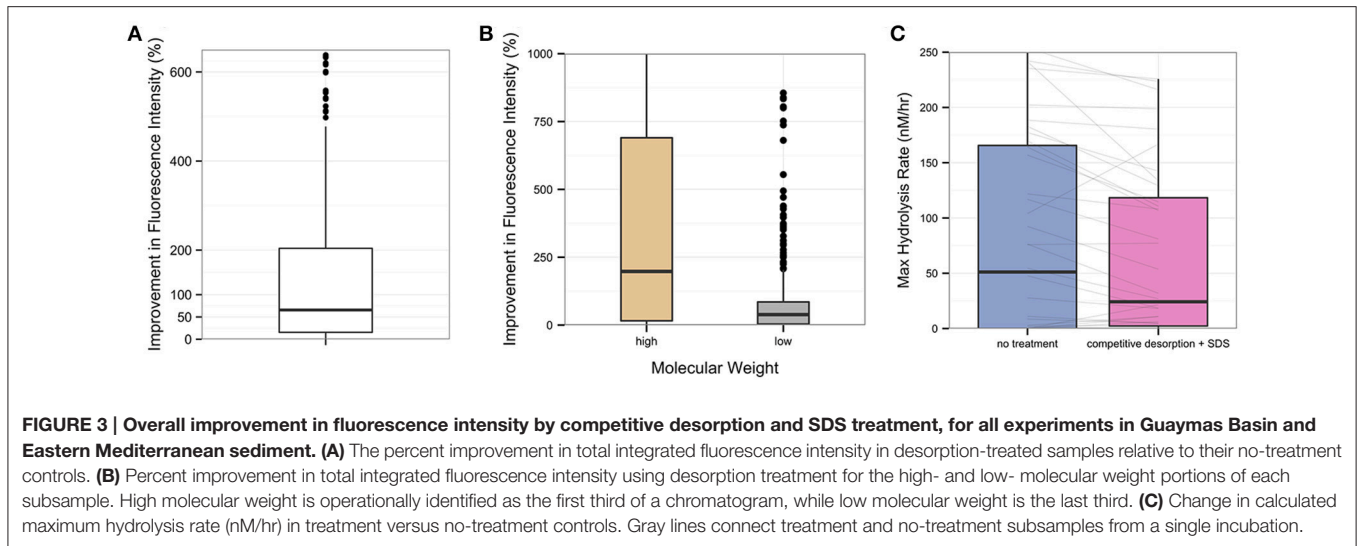 A
Improvement in Fluorescence Intensity (%)
600
400
200
100
50
0
B
Improvement in Fluorescence Intensity (%)
1000
750
500
250
0
high
low
Molecular Weight
C
Max Hydrolysis Rate (nM/hr)
250
200
150
100
50
0
no treatment
competitive desorption + SDS
FIGURE 3 | Overall improvement in fluorescence intensity by competitive desorption and SDS treatment, for all experiments in Guaymas Basin and
Eastern Mediterranean sediment. (A) The percent improvement in total integrated fluorescence intensity in desorption-treated samples relative to their no-treatment
controls. (B) Percent improvement in total integrated fluorescence intensity using desorption treatment for the high- and low- molecular weight portions of each
subsample. High molecular weight is operationally identified as the first third of a chromatogram, while low molecular weight is the last third. (C) Change in calculated
maximum hydrolysis rate (nM/hr) in treatment versus no-treatment controls. Gray lines connect treatment and no-treatment subsamples from a single incubation.